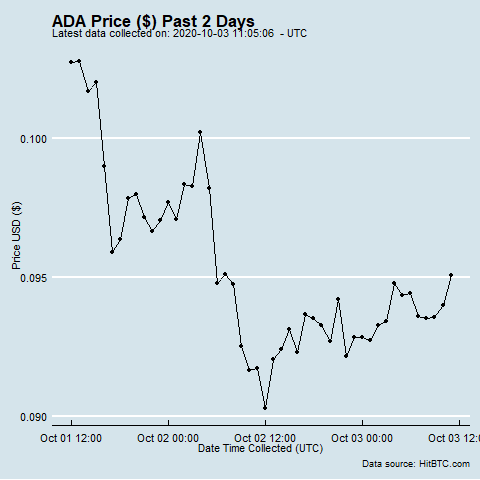 ADA Price ($) Past 2 Days
Latest data collected on: 2020-10-03 11:05:06 - UTC
Price USD ($)
0.100
0.095
0.090
Oct 01 12:00 Oct 02 00:00 Oct 02 12:00 Oct 03 00:00 Oct 03 12:
Date Time Collected (UTC)
Data source: HitBTC.com